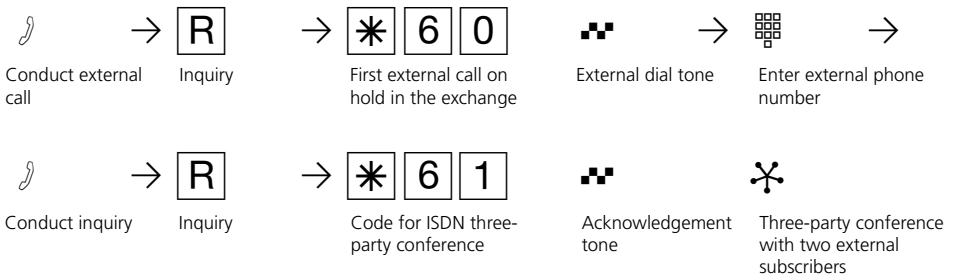 R * 6 0
Conduct external Inquiry First external call on External dial tone Enter external phone
call hold in the exchange number
R * 6 1
Conduct inquiry Inquiry Code for ISDN three- Acknowledgement Three-party conference
party conference tone with two external
subscribers